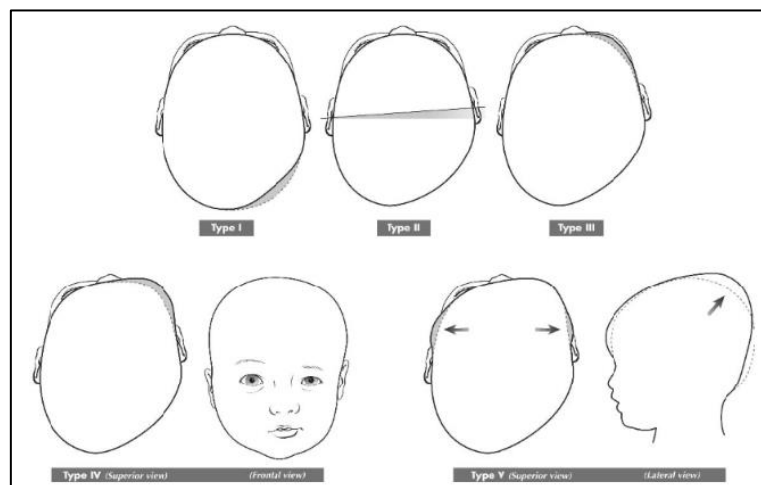 Type I
Type II
Type III
Type IV (Superior view)
(Frontal view)
Type V (Superior view)
(Lateral view)